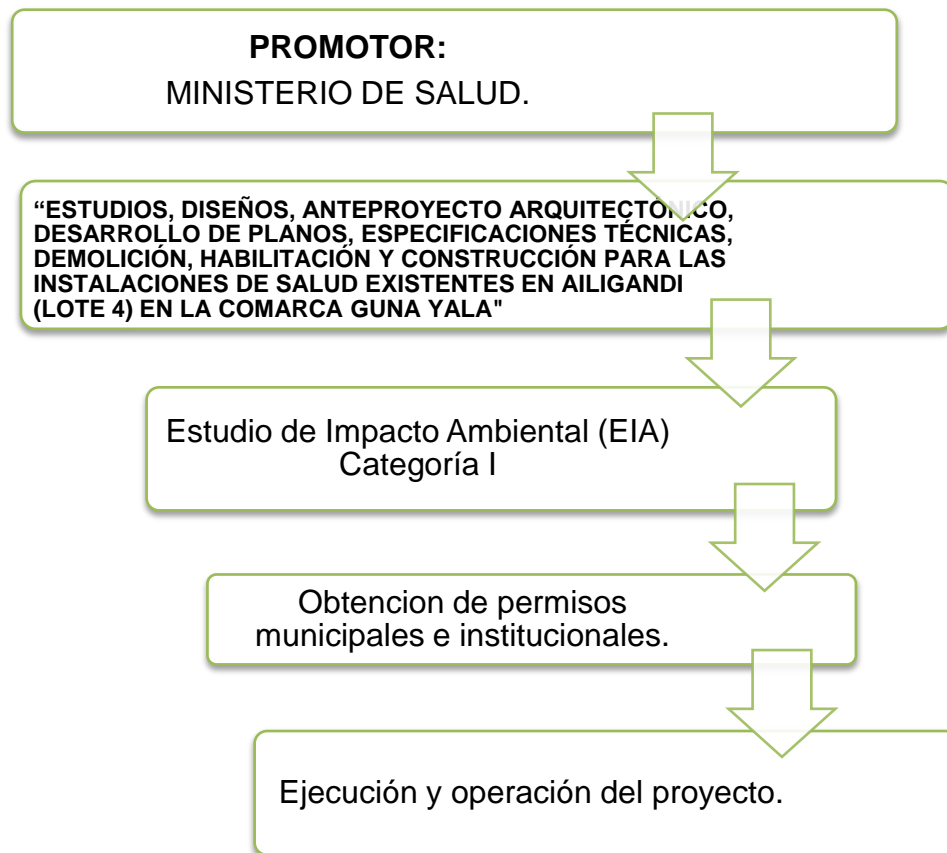 PROMOTOR:
MINISTERIO DE SALUD.
“ESTUDIOS, DISEÑOS, ANTEPROYECTO ARQUITECTÓNICO,
DESARROLLO DE PLANOS, ESPECIFICACIONES TÉCNICAS,
DEMOLICIÓN, HABILITACIÓN Y CONSTRUCCIÓN PARA LAS
INSTALACIONES DE SALUD EXISTENTES EN AILIGANDI
(LOTE 4) EN LA COMARCA GUNA YALA"
Estudio de Impacto Ambiental (EIA)
Categoría I
Obtencion de permisos
municipales e institucionales.
Ejecución y operación del proyecto.